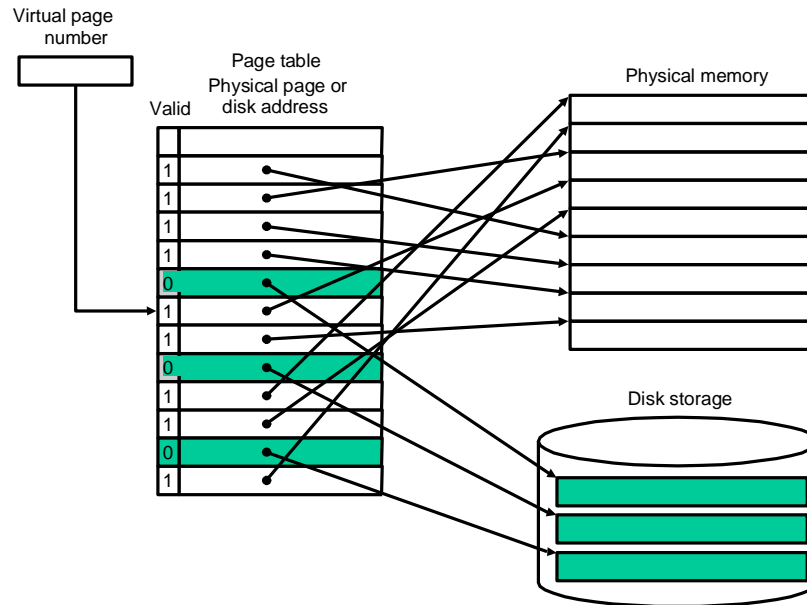 Virtual page
number
Page table
Physical page or
disk address
Valid
Physical memory
1
1
1
1
0
1
1
0
1
1
0
1
Disk storage